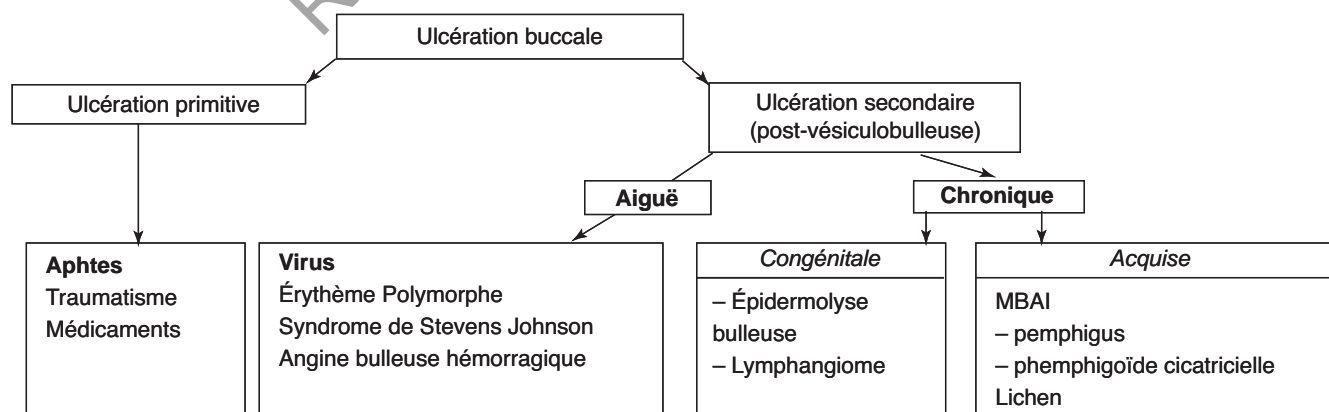 Ulcération buccale
Ulcération primitive
Ulcération secondaire
(post-vésiculobulleuse)
Aiguë
Chronique
Aphtes
Traumatisme
Médicaments
Virus
Érythème Polymorphe
Syndrome de Stevens Johnson
Angine bulleuse hémorragique
Congénitale
– Épidermolyse
bulleuse
– Lymphangiome
Acquise
MBAI
– pemphigus
– phemphigoïde cicatricielle
Lichen